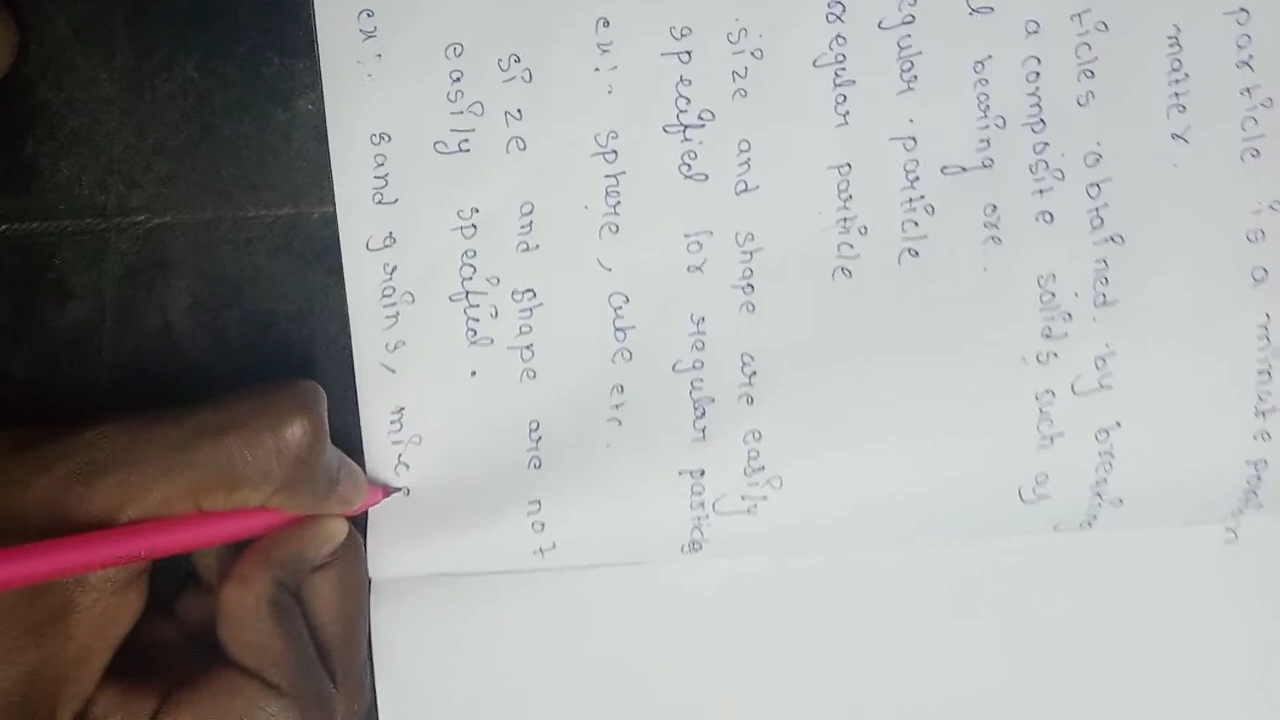 particle is a minute portion
matter.
ticles obtained by breaking
a composite solids such as
l bearing ore.
egular particle
rregular particle
size and shape are easily
specified for regular particles
ex:- sphere, cube etc.
size and shape are not
easily specified.
ex:- sand grains, mica